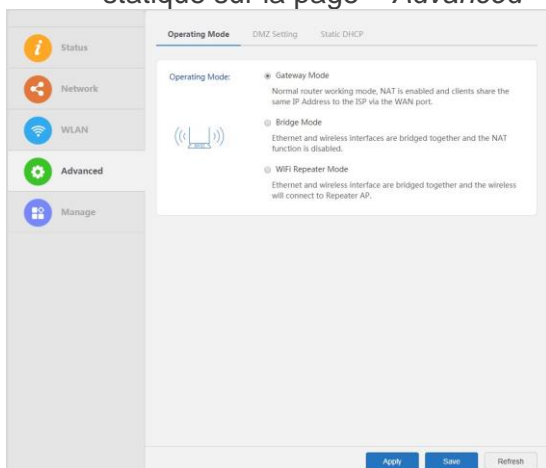 statique sur la page " Advanced "
Operating Mode DMZ Setting Static DHCP
Status
Network
WLAN
Advanced
Manage
Operating Mode:
Gateway Mode
Normal router working mode, NAT is enabled and clients share the
same IP Address to the ISP via the WAN port.
Bridge Mode
Ethernet and wireless interfaces are bridged together and the NAT
function is disabled.
WiFi Repeater Mode
Ethernet and wireless interface are bridged together and the wireless
will connect to Repeater AP.
Apply Save Refresh